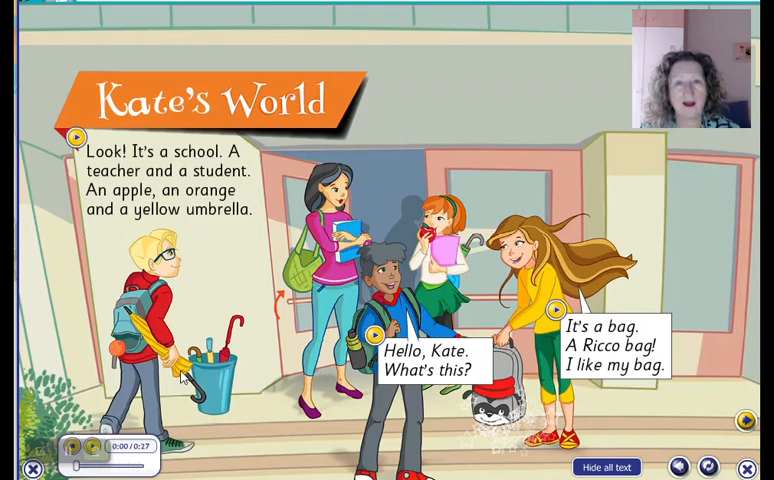 Kate's World
Look! It's a school. A
teacher and a student.
An apple, an orange
and a yellow umbrella.
Hello, Kate.
What's this?
It's a bag.
A Ricco bag!
I like my bag.
0:00 / 0:27
Hide all text